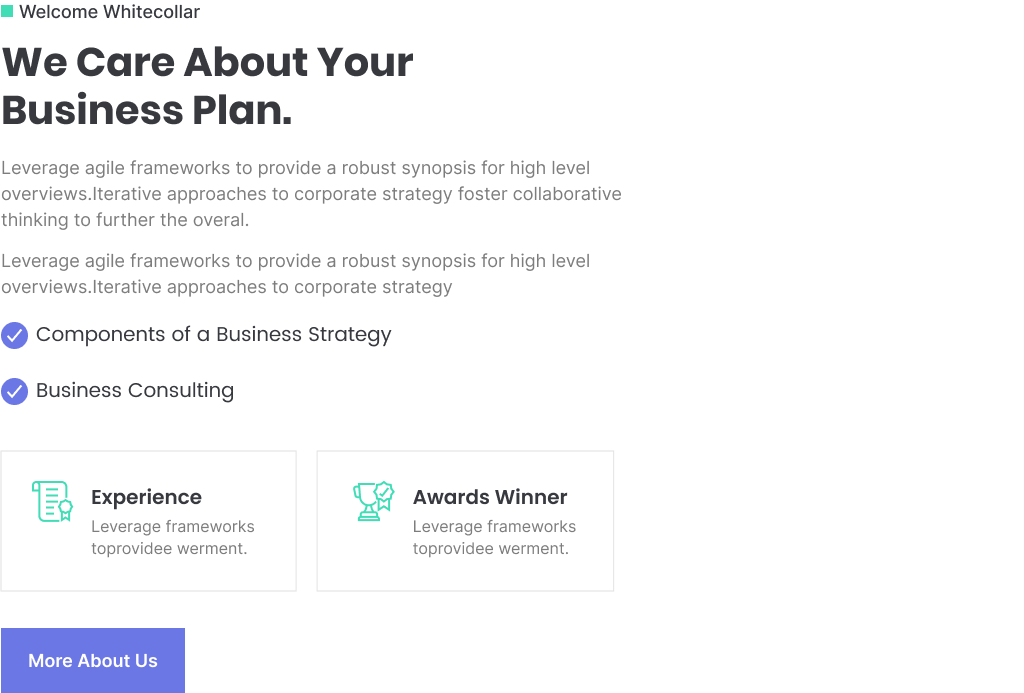 Welcome Whitecollar
We Care About Your
Business Plan.
Leverage agile frameworks to provide a robust synopsis for high level
overviews.Iterative approaches to corporate strategy foster collaborative
thinking to further the overal.
Leverage agile frameworks to provide a robust synopsis for high level
overviews.Iterative approaches to corporate strategy
Components of a Business Strategy
Business Consulting
Experience
Leverage frameworks
toprovidee werment.
Awards Winner
Leverage frameworks
toprovidee werment.
More About Us